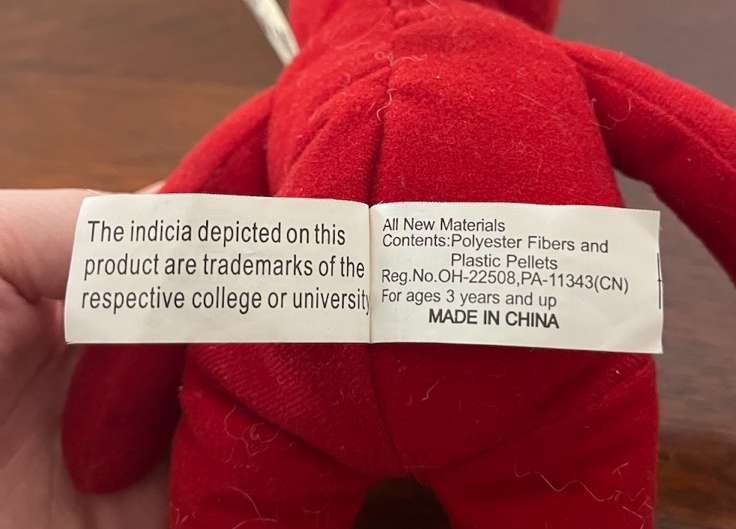 The indicia depicted on this
product are trademarks of the
respective college or university
All New Materials
Contents:Polyester Fibers and
Plastic Pellets
Reg.No.OH-22508,PA-11343(CN)
For ages 3 years and up
MADE IN CHINA